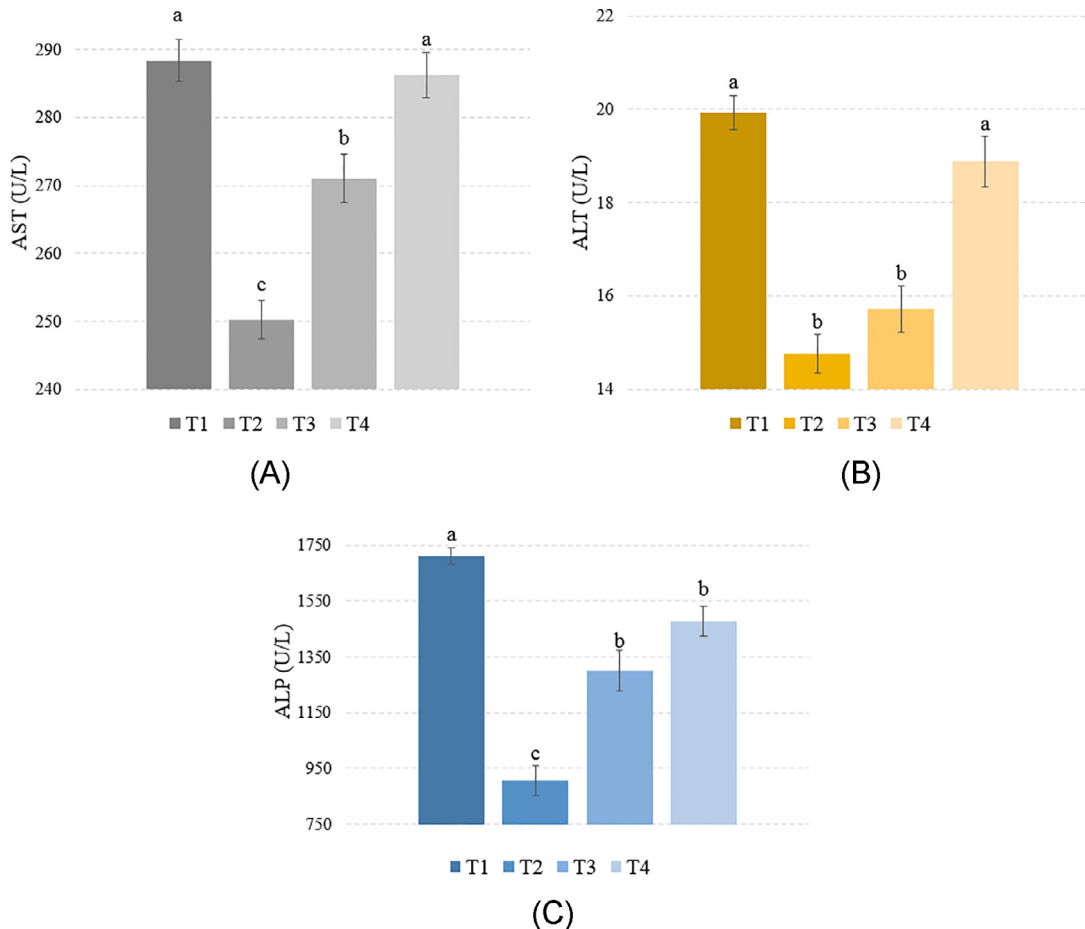 a
a
290
280
b
270
AST (U/L)
260
c
250
240
T1 T2 T3 T4
(A)
22
a
20
a
ALT (U/L)
18
b
16
b
14
T1 T2 T3 T4
(B)
a
1750
1550
b
b
1350
ALP (U/L)
1150
c
950
750
T1 T2 T3 T4
(C)